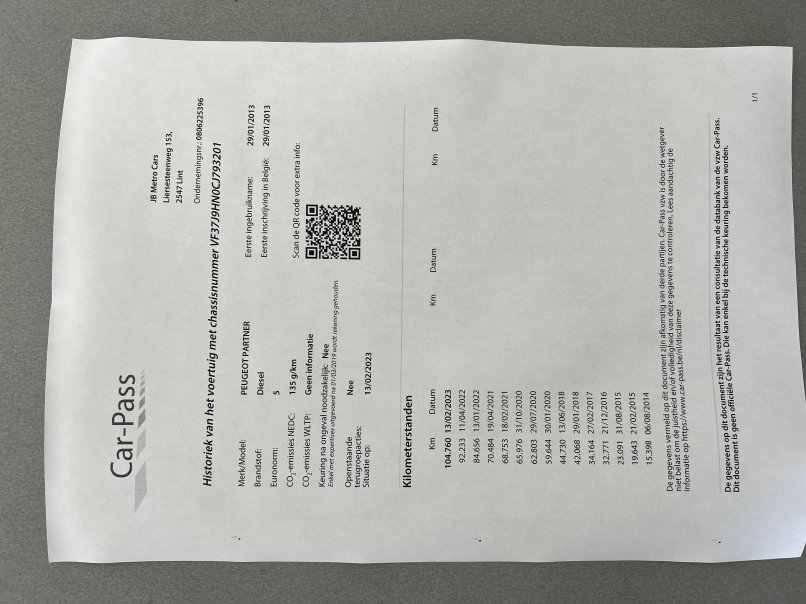 Car-Pass
JB Metro Cars
Liersesteenweg 153,
2547 Lint
Ondernemingsnr.: 0806225396
Historiek van het voertuig met chassisnummer VF37J9HN0CJ793201
Merk/Model: PEUGEOT PARTNER
Brandstof: Diesel
Euronorm: 5
CO₂-emissies NEDC: 135 g/km
CO₂-emissies WLTP: Geen informatie
Keuring na ongeval noodzakelijk: Nee
Enkel met expertises uitgevoerd na 01/03/2019 wordt rekening gehouden.
Openstaande Nee
terugroepacties:
Situatie op: 13/02/2023
Eerste ingebruikname: 29/01/2013
Eerste inschrijving in België: 29/01/2013
Scan de QR code voor extra info:
Kilometerstanden
Km Datum Km Datum Km Datum
104.760 13/02/2023
92.233 11/04/2022
84.656 13/01/2022
70.484 19/04/2021
68.753 18/02/2021
65.976 31/10/2020
62.803 29/07/2020
59.644 30/01/2020
44.730 13/06/2018
42.068 29/01/2018
34.164 27/02/2017
32.771 21/12/2016
23.091 31/08/2015
19.643 21/02/2015
15.398 06/08/2014
De gegevens vermeld op dit document zijn afkomstig van derde partijen. Car-Pass vzw is door de wetgever
niet belast om de juistheid en/of volledigheid van deze gegevens te controleren. Lees aandachtig de
informatie op https://www.car-pass.be/nl/disclaimer
De gegevens op dit document zijn het resultaat van een consultatie van de databank van de vzw Car-Pass.
Dit document is geen officiële Car-Pass. Die kan enkel bij de technische keuring bekomen worden.
1/1